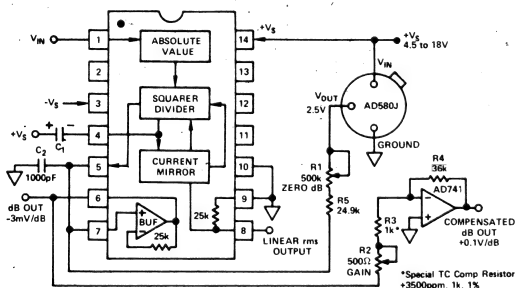 +VS
VIN
1
ABSOLUTE
VALUE
14
+VS
4.5 to 18V
2
13
VIN
-VS
3
SQUARER
DIVIDER
12
VOUT
2.5V
AD580J
+VS
+
−
C1
4
11
GROUND
C2
1000pF
5
CURRENT
MIRROR
10
R1
500k
ZERO dB
R4
36k
dB OUT
-3mV/dB
6
25k
9
R5
24.9k
AD741
−
+
COMPENSATED
dB OUT
+0.1V/dB
7
+
BUF
−
25k
8
LINEAR rms
OUTPUT
R3
1k*
R2
500Ω
GAIN
*Special TC Comp Resistor
+3500ppm, 1k, 1%